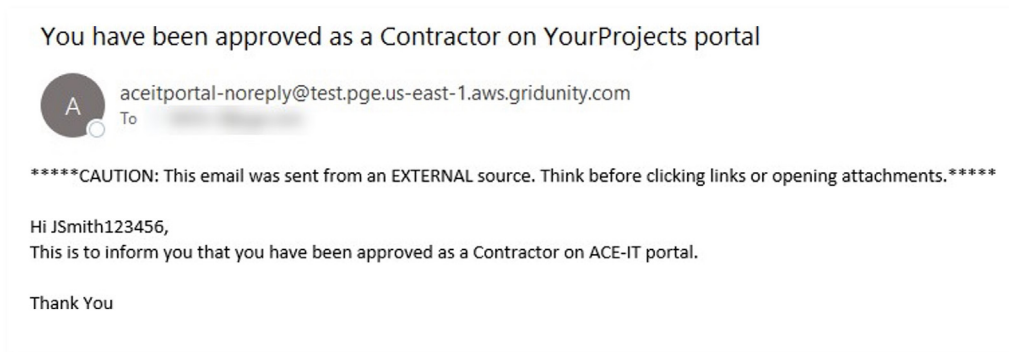 You have been approved as a Contractor on YourProjects portal
A
aceitportal-noreply@test.pge.us-east-1.aws.gridunity.com
To
*****CAUTION: This email was sent from an EXTERNAL source. Think before clicking links or opening attachments.*****
Hi JSmith123456,
This is to inform you that you have been approved as a Contractor on ACE-IT portal.
Thank You